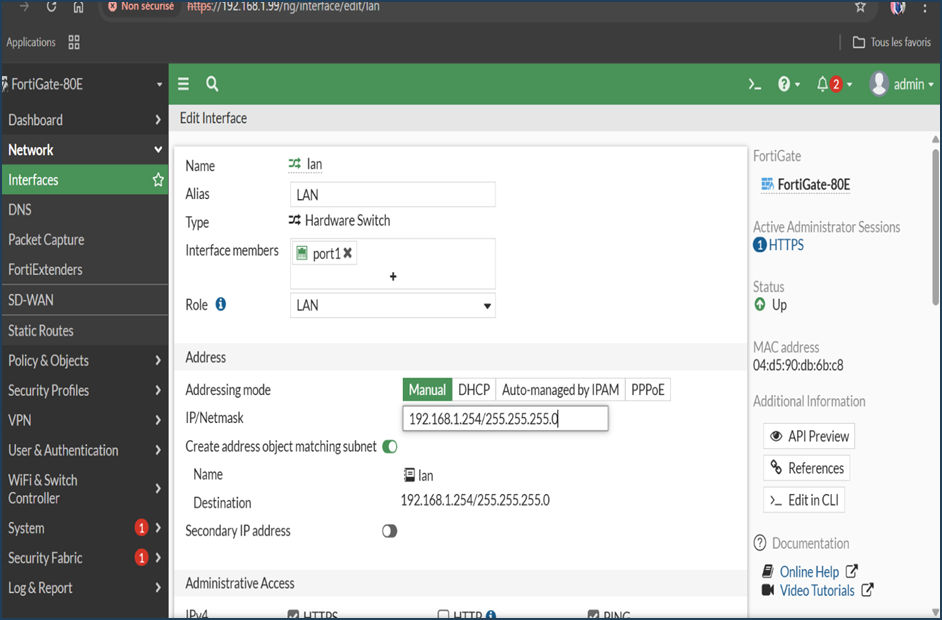 Non sécurisé https://192.168.1.99/ng/interface/edit/lan
Applications
Tous les favoris
FortiGate-80E
2
admin
Dashboard
Network
Interfaces
DNS
Packet Capture
FortiExtenders
SD-WAN
Static Routes
Policy & Objects
Security Profiles
VPN
User & Authentication
WiFi & Switch
Controller
System 1
Security Fabric 1
Log & Report
Edit Interface
Name lan
Alias LAN
Type Hardware Switch
Interface members port1
+
Role LAN
Address
Addressing mode Manual DHCP Auto-managed by IPAM PPPoE
IP/Netmask 192.168.1.254/255.255.255.0
Create address object matching subnet
Name lan
Destination 192.168.1.254/255.255.255.0
Secondary IP address
Administrative Access
IPv4 HTTPS HTTP PING
FortiGate
FortiGate-80E
Active Administrator Sessions
1 HTTPS
Status
Up
MAC address
04:d5:90:db:6b:c8
Additional Information
API Preview
References
>_ Edit in CLI
Documentation
Online Help
Video Tutorials